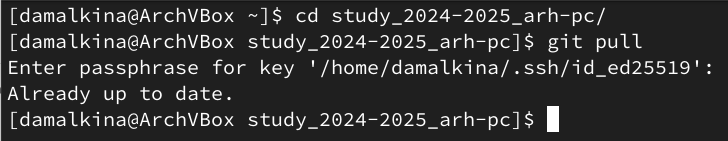 [damalkina@ArchVBox ~]$ cd study_2024-2025_arh-pc/
[damalkina@ArchVBox study_2024-2025_arh-pc]$ git pull
Enter passphrase for key '/home/damalkina/.ssh/id_ed25519':
Already up to date.
[damalkina@ArchVBox study_2024-2025_arh-pc]$